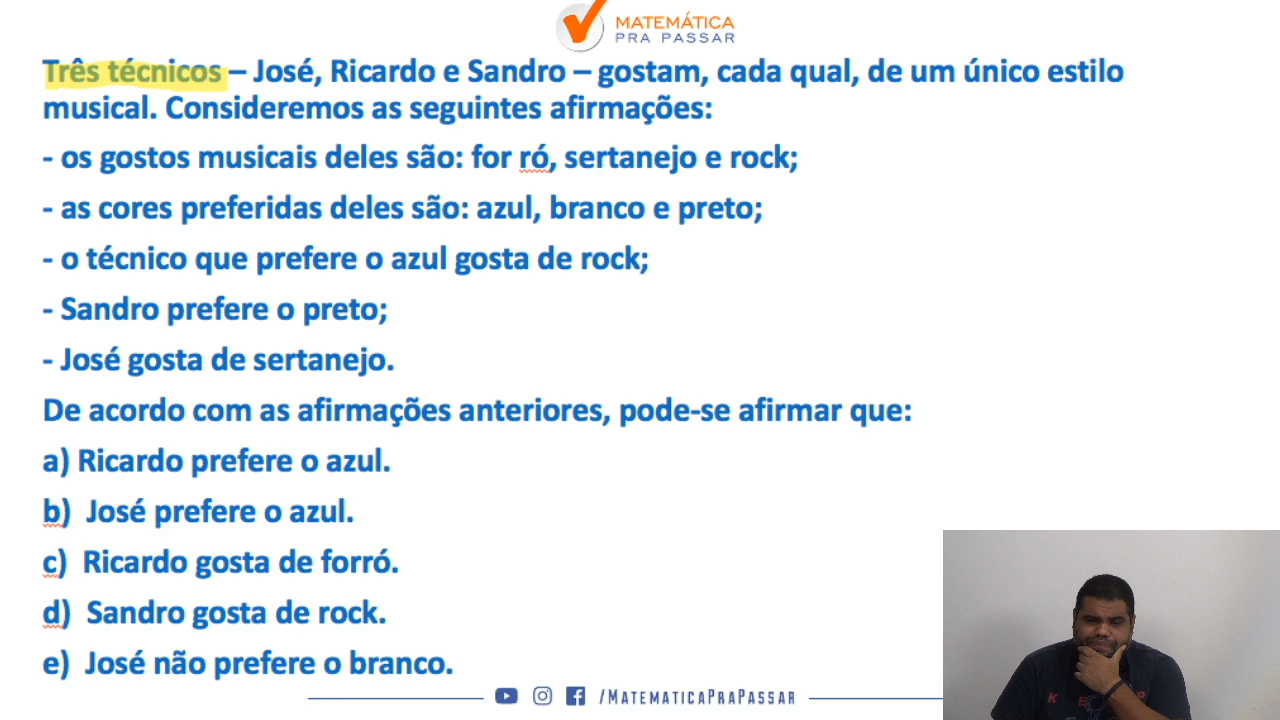 MATEMÁTICA
PRA PASSAR
Três técnicos – José, Ricardo e Sandro – gostam, cada qual, de um único estilo
musical. Consideremos as seguintes afirmações:
- os gostos musicais deles são: for ró, sertanejo e rock;
- as cores preferidas deles são: azul, branco e preto;
- o técnico que prefere o azul gosta de rock;
- Sandro prefere o preto;
- José gosta de sertanejo.
De acordo com as afirmações anteriores, pode-se afirmar que:
a) Ricardo prefere o azul.
b) José prefere o azul.
c) Ricardo gosta de forró.
d) Sandro gosta de rock.
e) José não prefere o branco.
/MATEMATICAPRAPASSAR